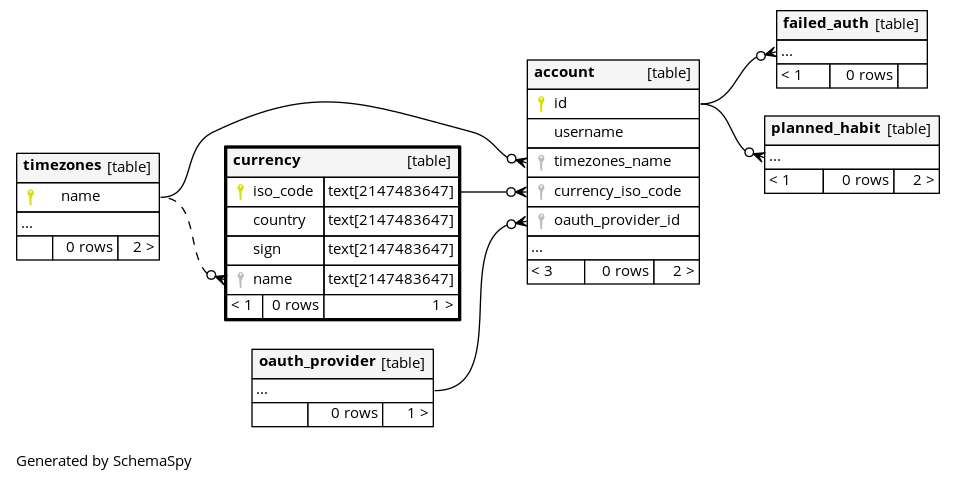 failed_auth [table]
...
< 1 0 rows
account [table]
id
username
timezones_name
currency_iso_code
oauth_provider_id
...
< 3 0 rows 2 >
planned_habit [table]
...
< 1 0 rows 2 >
timezones [table]
name
...
0 rows 2 >
currency [table]
iso_code text[2147483647]
country text[2147483647]
sign text[2147483647]
name text[2147483647]
< 1 0 rows 1 >
oauth_provider [table]
...
0 rows 1 >
Generated by SchemaSpy